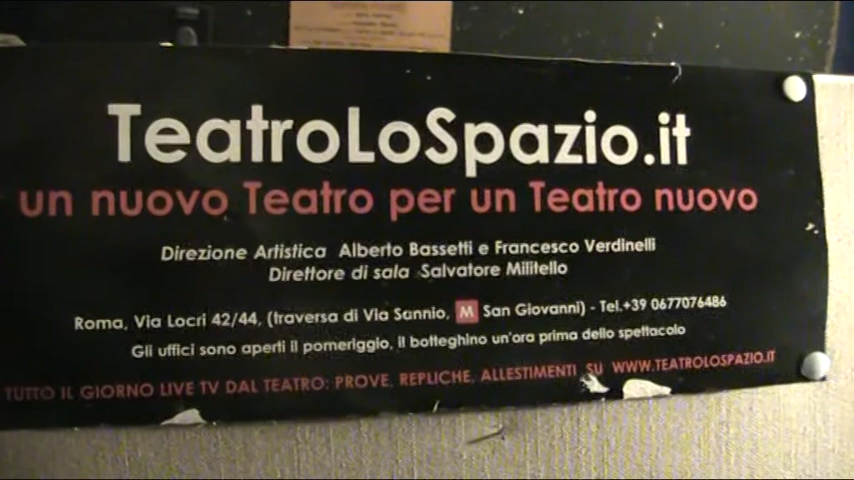 TeatroLoSpazio.it
un nuovo Teatro per un Teatro nuovo
Direzione Artistica Alberto Bassetti e Francesco Verdinelli
Direttore di sala Salvatore Militello
Roma, Via Locri 42/44, (traversa di Via Sannio, M San Giovanni) - Tel.+39 0677076486
Gli uffici sono aperti il pomeriggio, il botteghino un'ora prima dello spettacolo
TUTTO IL GIORNO LIVE TV DAL TEATRO: PROVE, REPLICHE, ALLESTIMENTI SU WWW.TEATROLOSPAZIO.IT